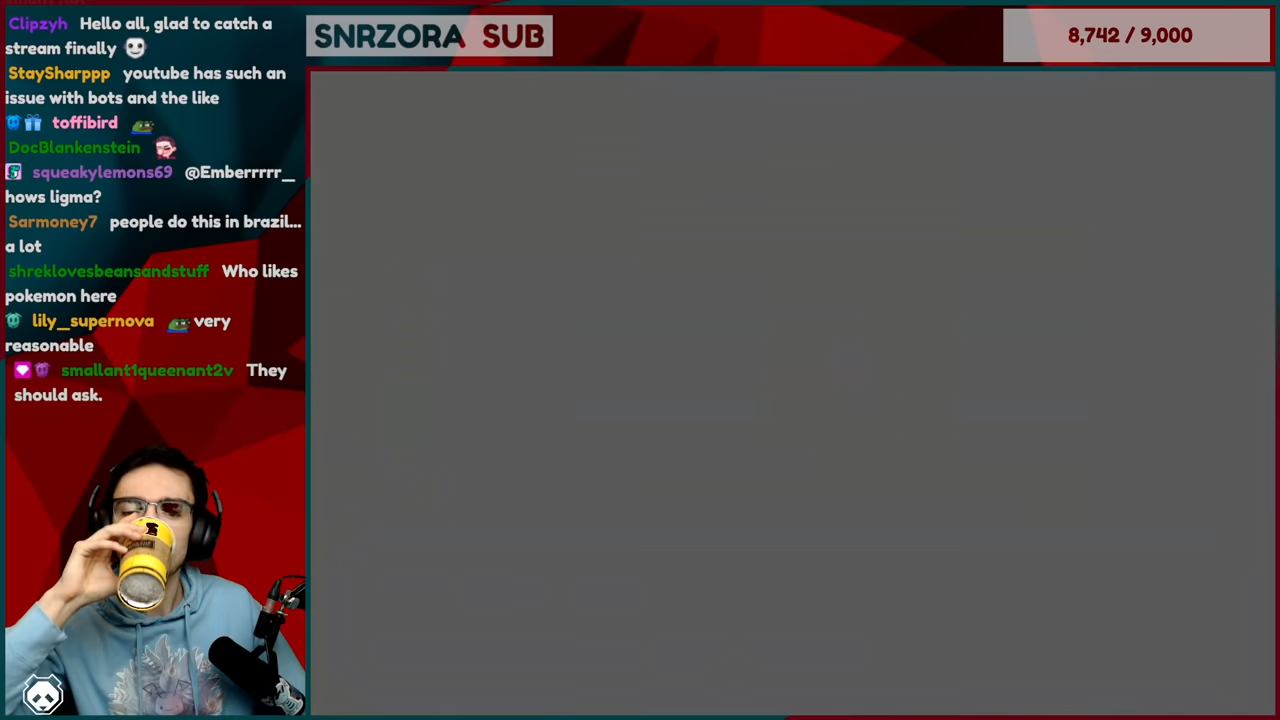 Clipzyh Hello all, glad to catch a
stream finally
StaySharppp youtube has such an
issue with bots and the like
toffibird
DocBlankenstein
squeakylemons69 @Emberrrrr_
hows ligma?
Sarmoney7 people do this in brazil...
a lot
shreklovesbeansandstuff Who likes
pokemon here
lily_supernova very
reasonable
smallant1queenant2v They
should ask.
SNRZORA SUB
8,742 / 9,000